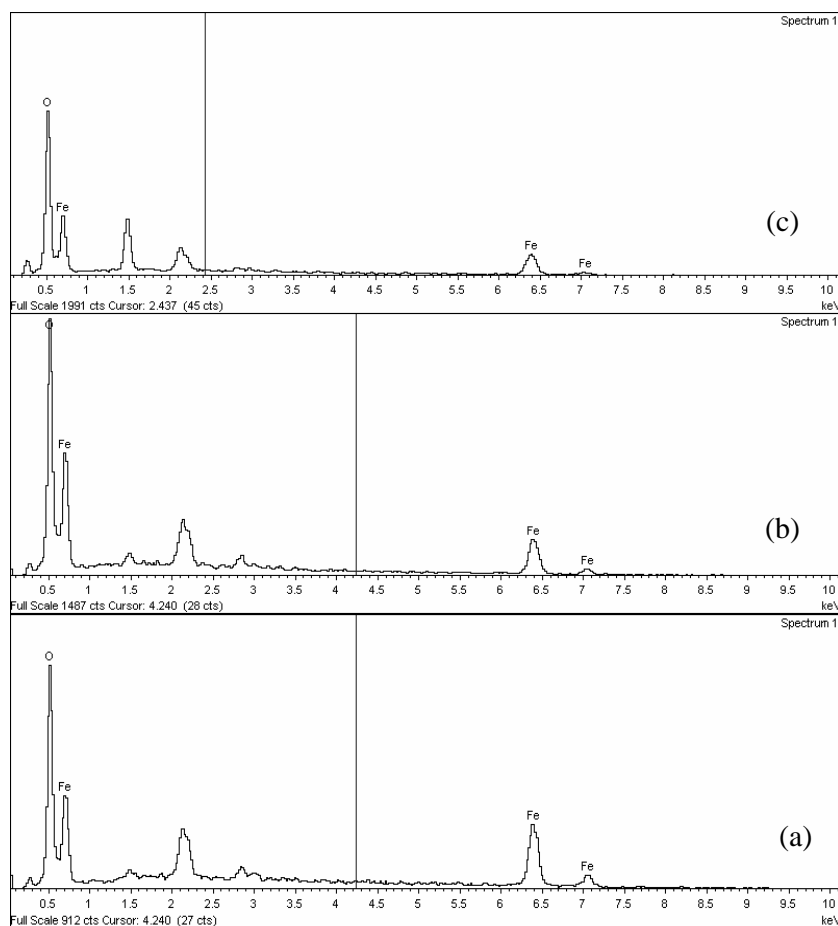 Spectrum 1
O
Fe
(c)
Fe
Fe
0.5 1 1.5 2 2.5 3 3.5 4 4.5 5 5.5 6 6.5 7 7.5 8 8.5 9 9.5 10
Full Scale 1991 cts Cursor: 2.437 (45 cts) keV
Spectrum 1
O
Fe
(b)
Fe
Fe
0.5 1 1.5 2 2.5 3 3.5 4 4.5 5 5.5 6 6.5 7 7.5 8 8.5 9 9.5 10
Full Scale 1487 cts Cursor: 4.240 (28 cts) keV
Spectrum 1
O
Fe
Fe
(a)
Fe
0.5 1 1.5 2 2.5 3 3.5 4 4.5 5 5.5 6 6.5 7 7.5 8 8.5 9 9.5 10
Full Scale 912 cts Cursor: 4.240 (27 cts) keV